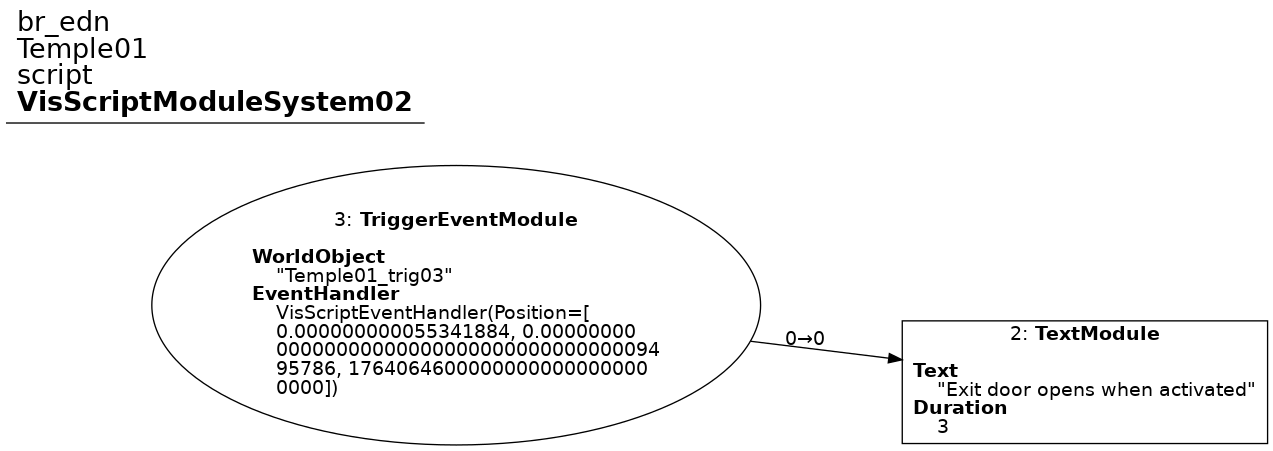 br_edn
Temple01
script
VisScriptModuleSystem02
3: TriggerEventModule
WorldObject
"Temple01_trig03"
EventHandler
VisScriptEventHandler(Position=[
0.000000000055341884, 0.00000000
0000000000000000000000000000094
95786, 17640646000000000000000000
0000])
0→0
2: TextModule
Text
"Exit door opens when activated"
Duration
3